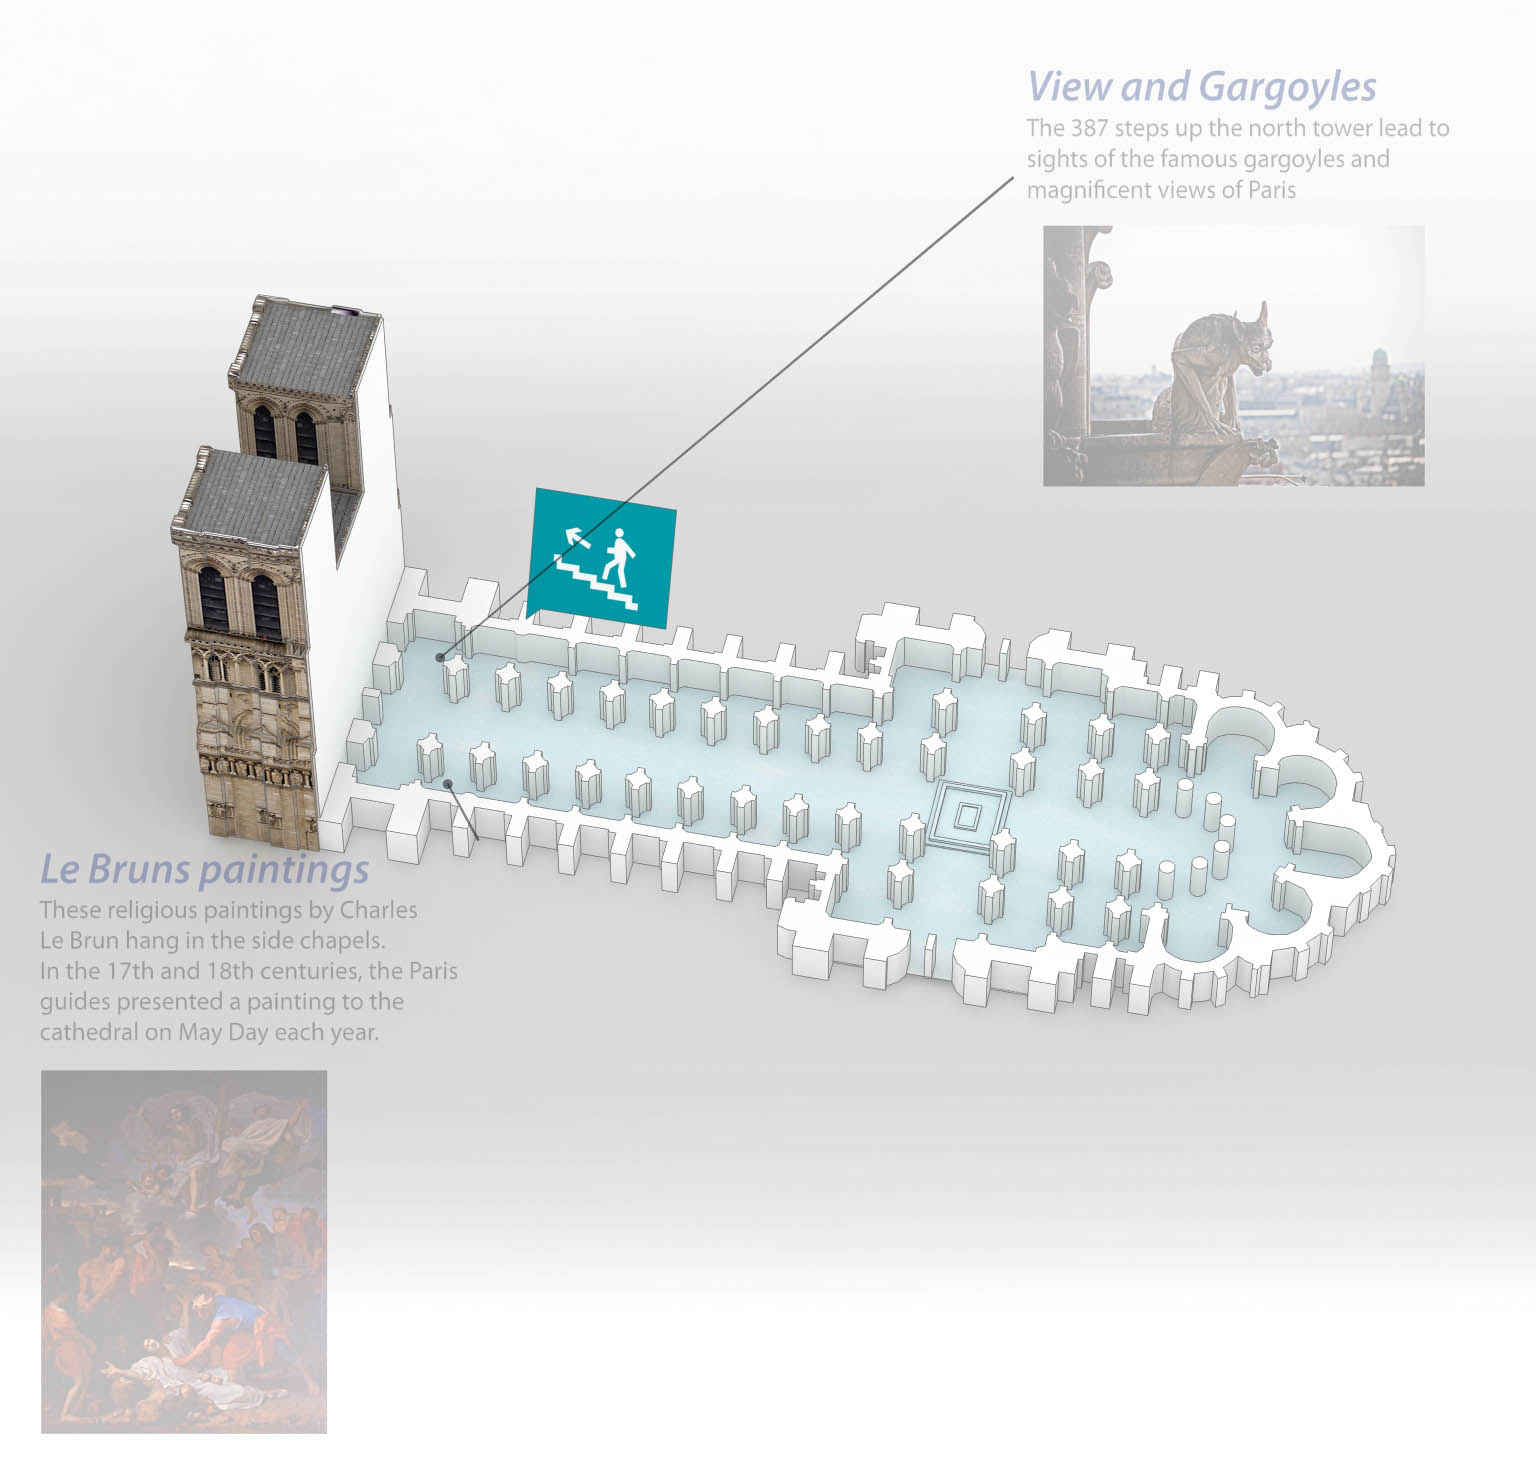 View and Gargoyles
The 387 steps up the north tower lead to
sights of the famous gargoyles and
magnificent views of Paris
Le Bruns paintings
These religious paintings by Charles
Le Brun hang in the side chapels.
In the 17th and 18th centuries, the Paris
guides presented a painting to the
cathedral on May Day each year.